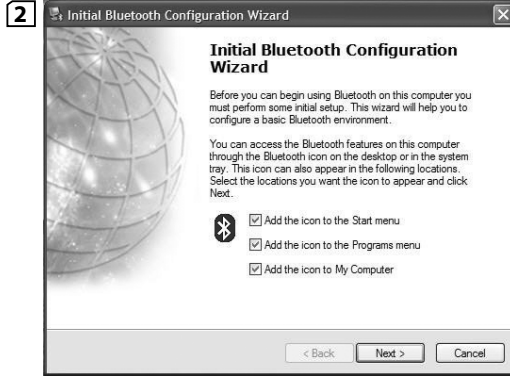 2
Initial Bluetooth Configuration Wizard
Initial Bluetooth Configuration
Wizard
Before you can begin using Bluetooth on this computer you
must perform some initial setup. This wizard will help you to
configure a basic Bluetooth environment.
You can access the Bluetooth features on this computer
through the Bluetooth icon on the desktop or in the system
tray. This icon can also appear in the following locations.
Select the locations you want the icon to appear and click
Next.
Add the icon to the Start menu
Add the icon to the Programs menu
Add the icon to My Computer
< Back Next > Cancel